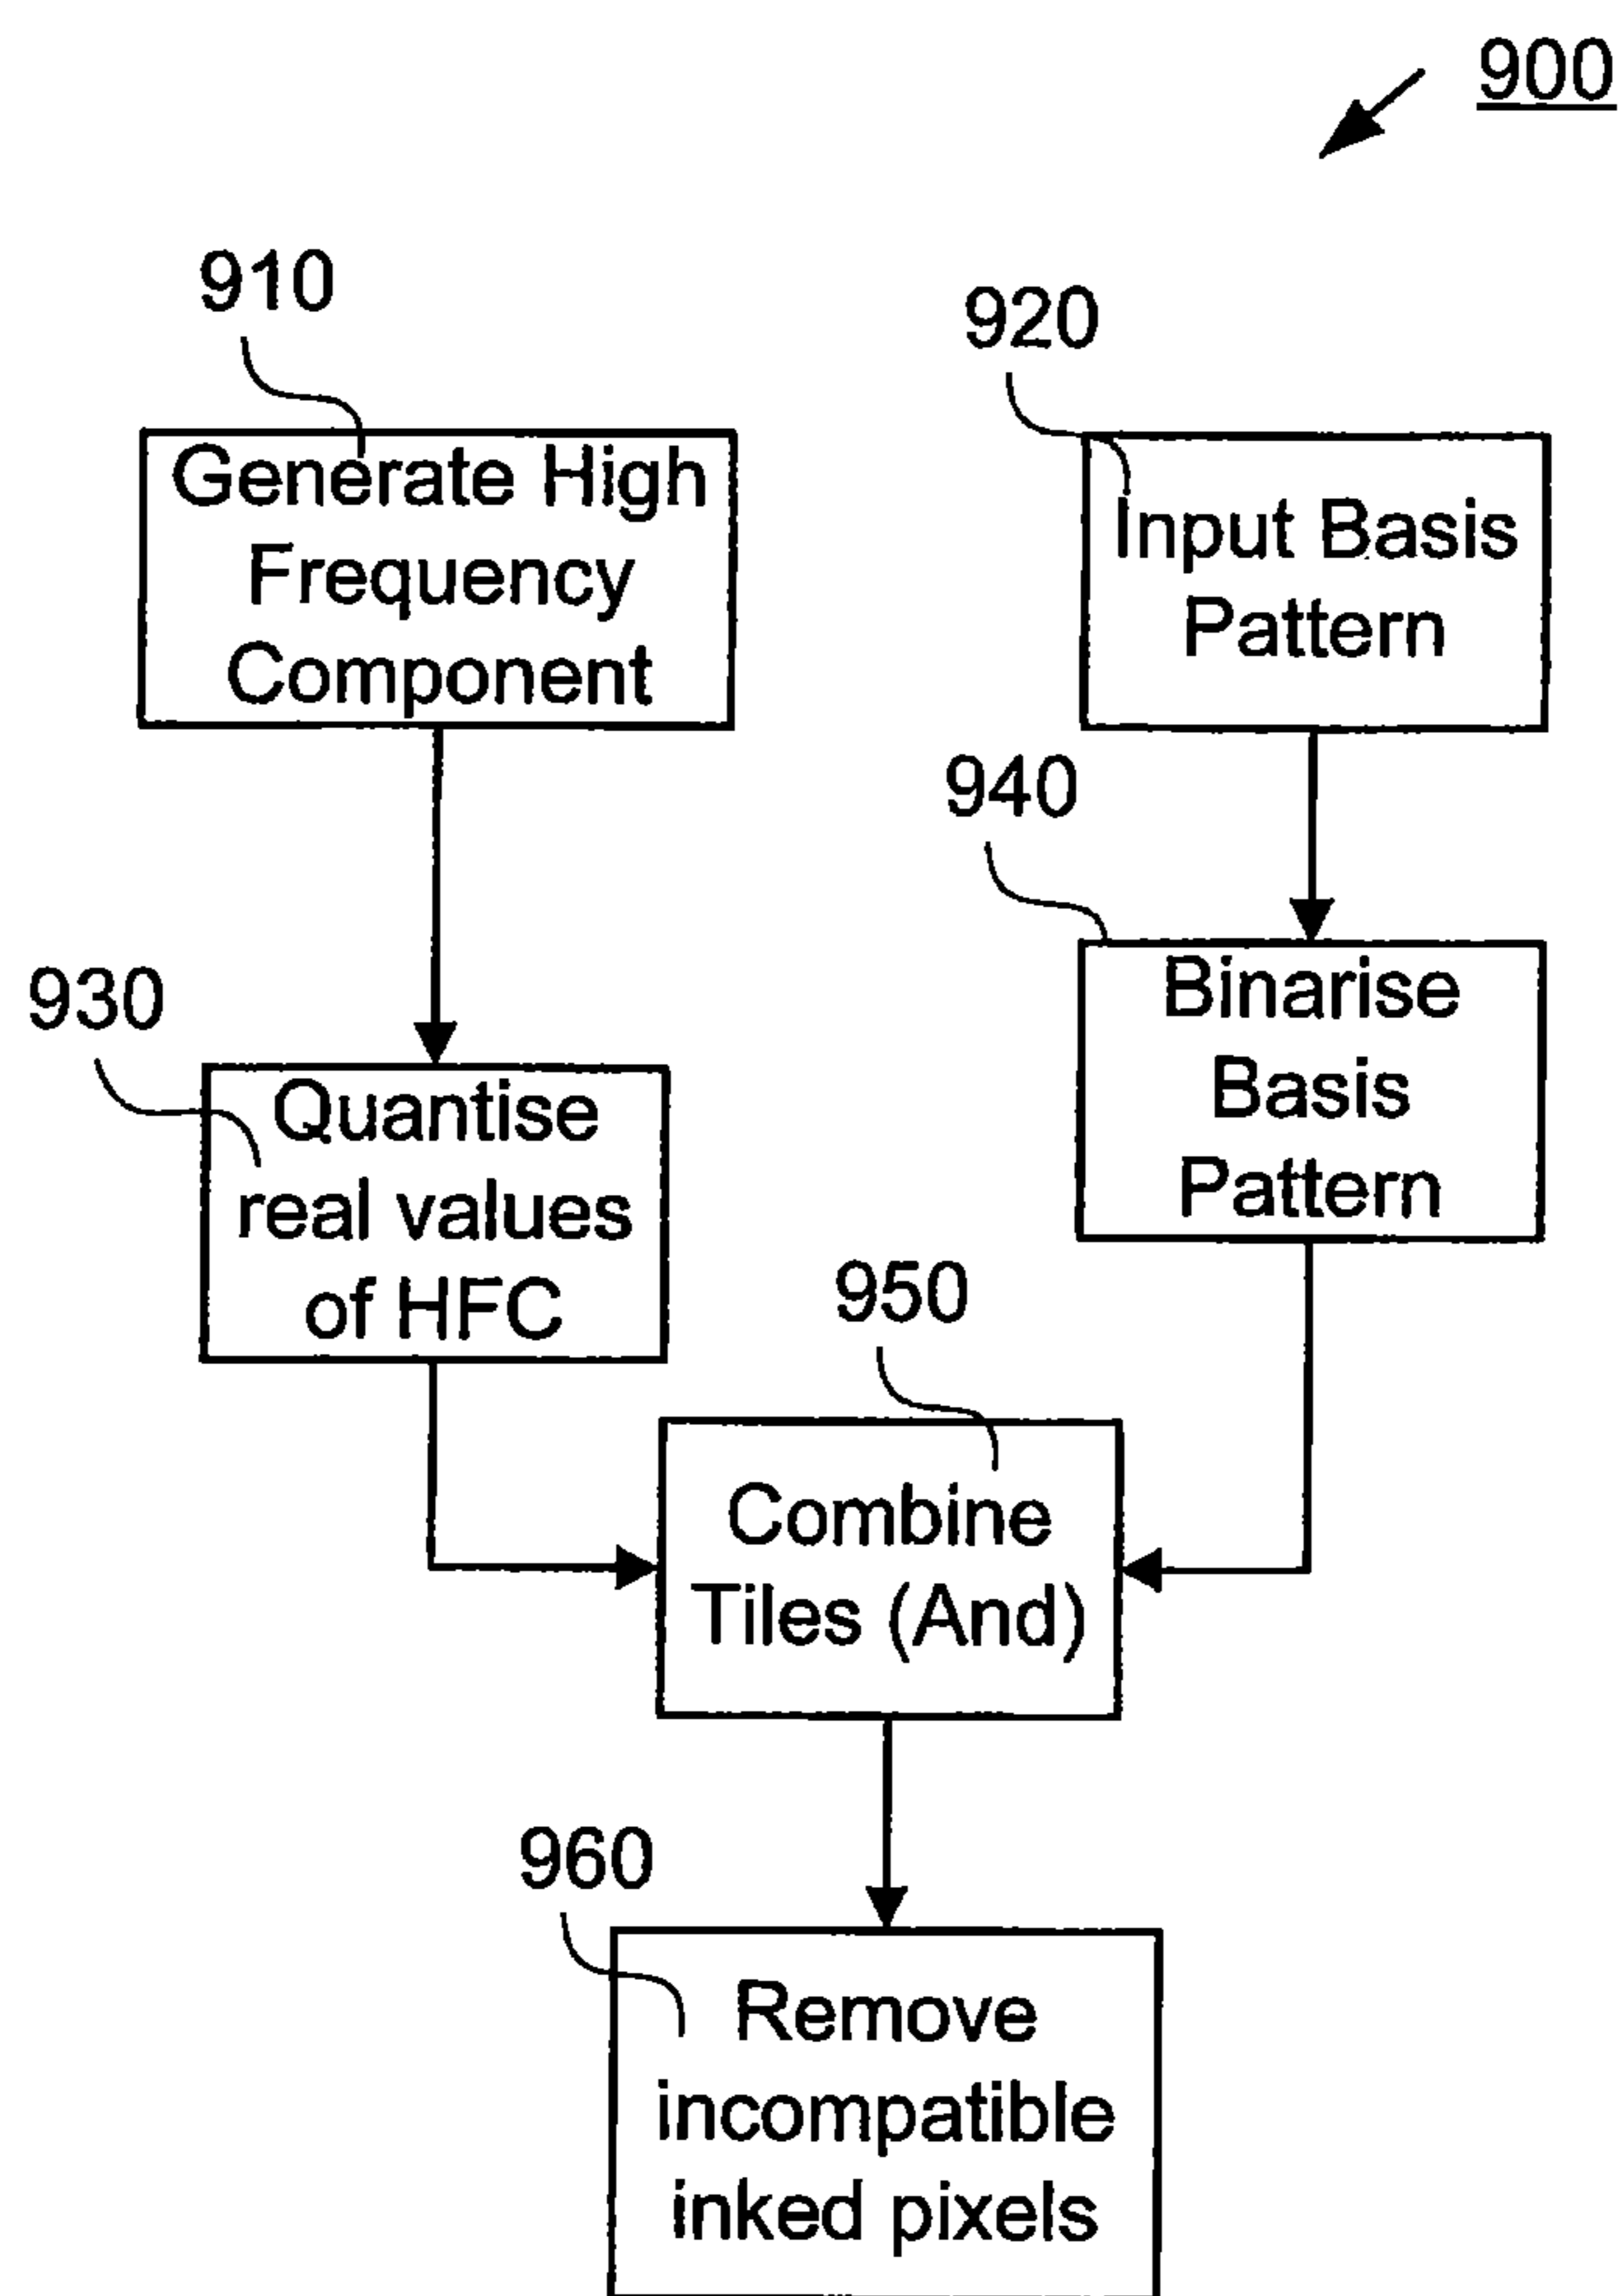 900
910
Generate High
Frequency
Component
920
Input Basis
Pattern
930
Quantise
real values
of HFC
940
Binarise
Basis
Pattern
950
Combine
Tiles (And)
960
Remove
incompatible
inked pixels